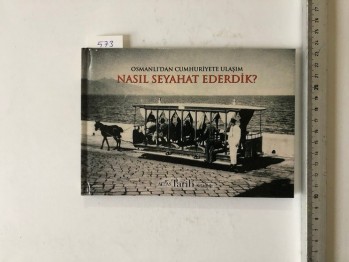 573
OSMANLI'DAN CUMHURİYETE ULAŞIM
NASIL SEYAHAT EDERDİK?
Tarih